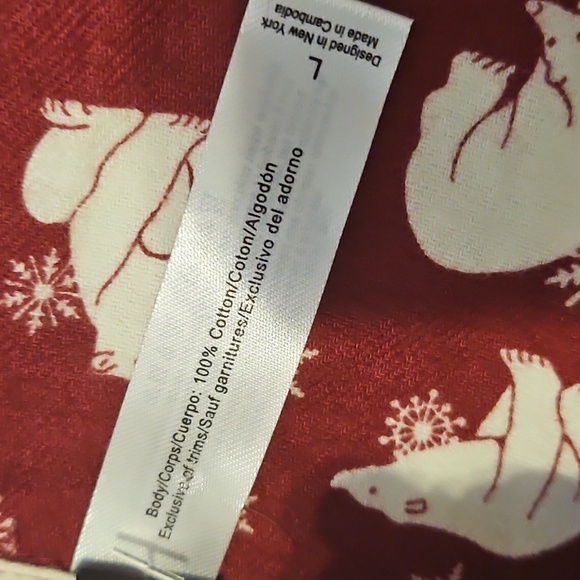 Designed in New York
Made in Cambodia
L
Body/Corps/Cuerpo: 100% Cotton/Coton/Algodón
Exclusive of trims/Sauf garnitures/Exclusivo del adorno